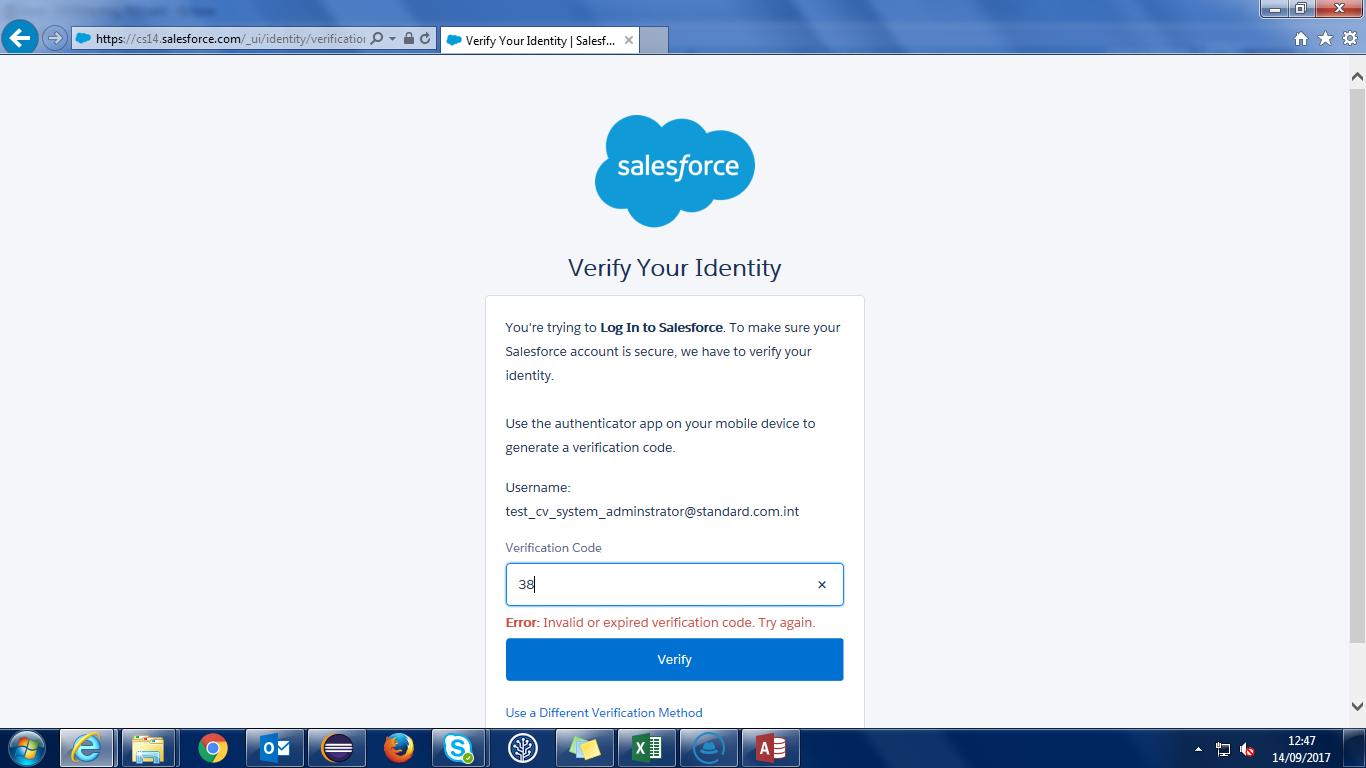 https://cs14.salesforce.com/_ui/identity/verification
Verify Your Identity | Salesf...
salesforce
Verify Your Identity
You're trying to Log In to Salesforce. To make sure your
Salesforce account is secure, we have to verify your
identity.
Use the authenticator app on your mobile device to
generate a verification code.
Username:
test_cv_system_adminstrator@standard.com.int
Verification Code
38
Error: Invalid or expired verification code. Try again.
Verify
Use a Different Verification Method
12:47
14/09/2017